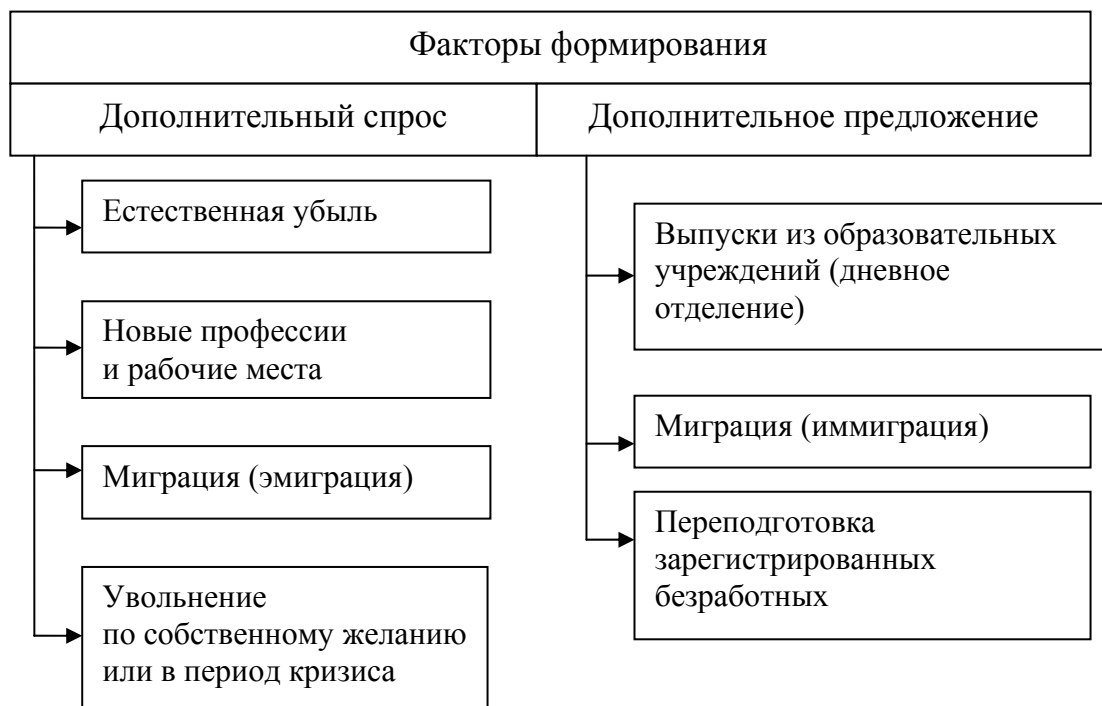 Факторы формирования
Дополнительный спрос
Дополнительное предложение
Естественная убыль
Новые профессии
и рабочие места
Миграция (эмиграция)
Увольнение
по собственному желанию
или в период кризиса
Выпуски из образовательных
учреждений (дневное
отделение)
Миграция (иммиграция)
Переподготовка
зарегистрированных
безработных